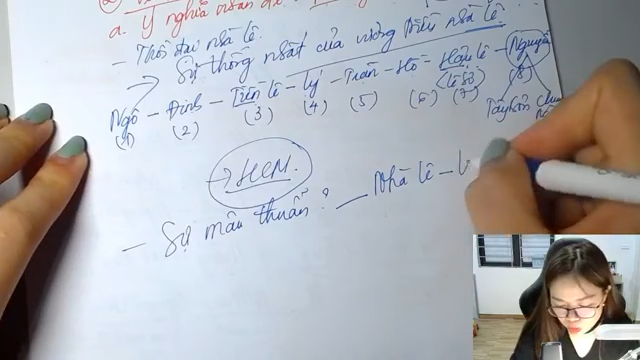 a. Ý nghĩa
- Thời đại nhà lê.
Sự thống nhất của vương triều nhà lê.
Ngô - Đinh - Tiền lê - Lý - Trần - Hồ - Hậu lê - Nguyễn
(1) (2) (3) (4) (5) (6) (7) (8)
(lê sơ)
Tây Sơn
→ HCM.
- Sự mâu thuẫn? - Nhà lê -